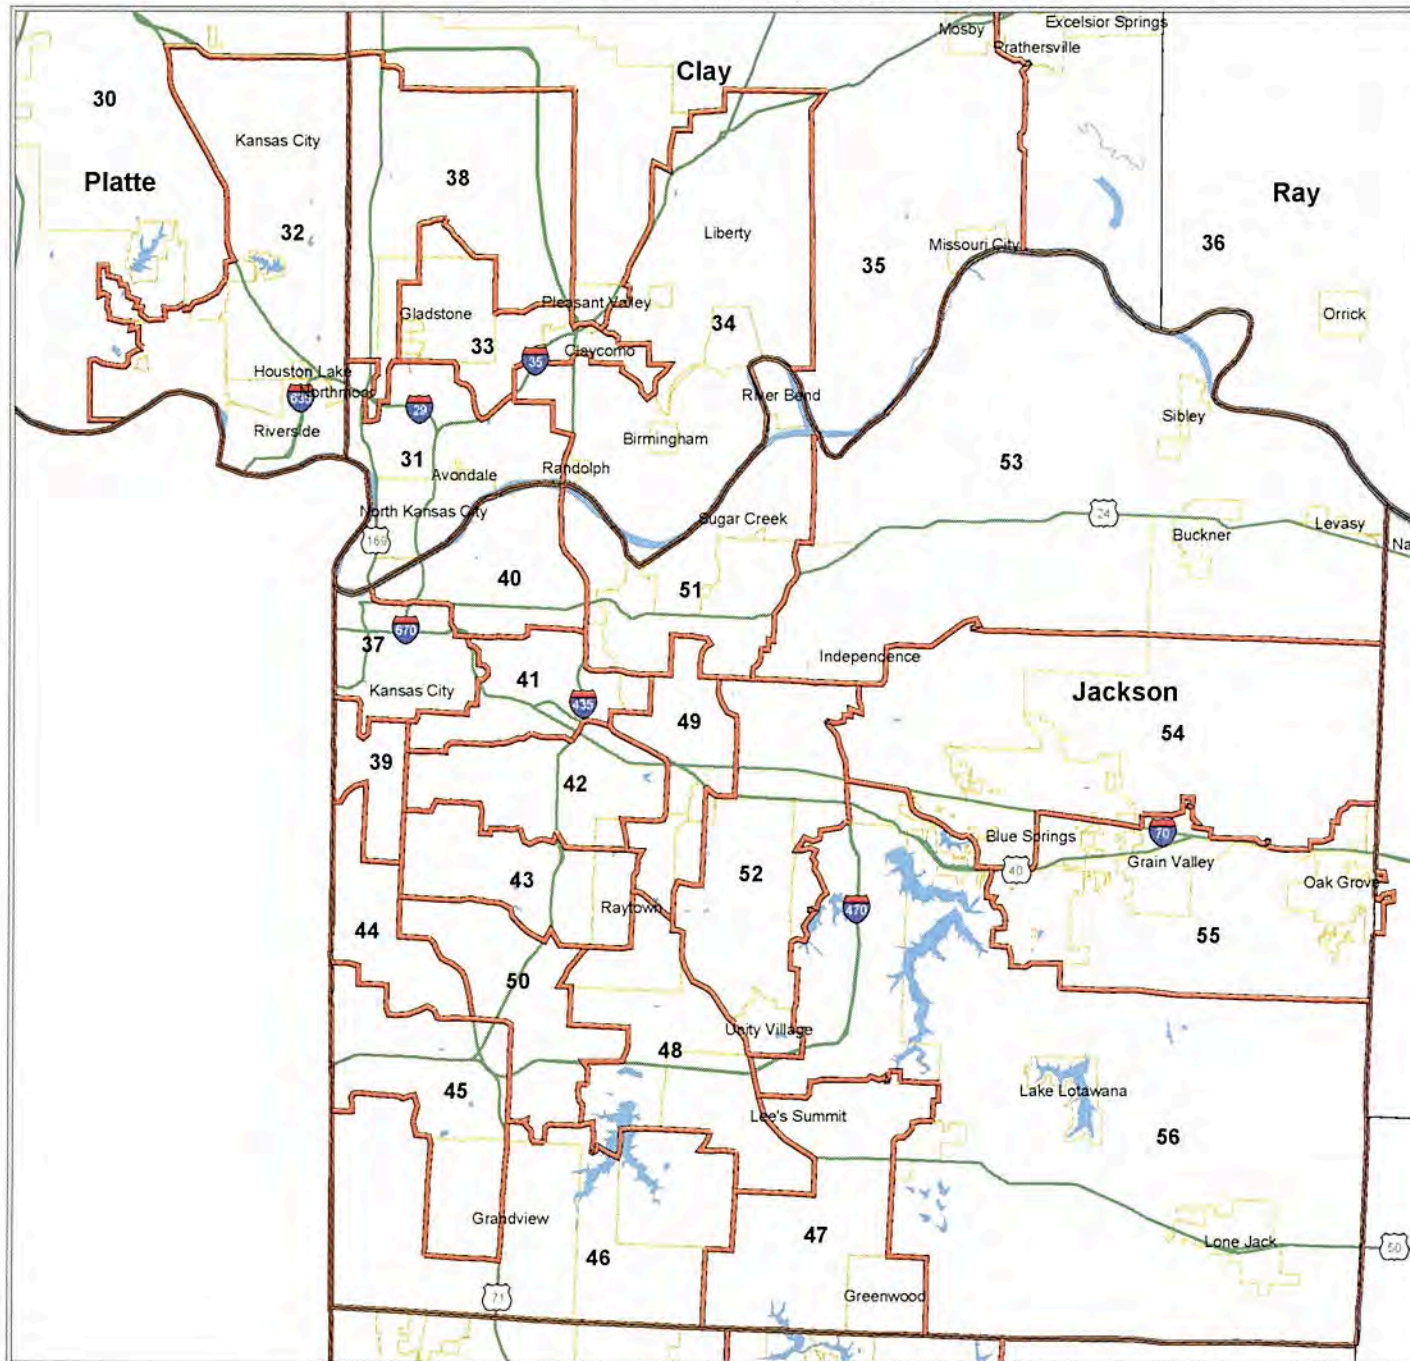 Mosby
Excelsior Springs
Prathersville
Clay
30
Kansas City
38
Platte
Ray
32
Liberty
35
Missouri City
36
Pleasant Valley
Gladstone
34
Orrick
33
Claycomo
35
Houston Lake
Northmoor
635
29
River Bend
Sibley
Riverside
Birmingham
31
53
Avondale
Randolph
North Kansas City
Sugar Creek
24
Levasy
169
Buckner
Na
40
51
670
37
Independence
41
Kansas City
Jackson
435
49
54
39
42
Blue Springs
70
Grain Valley
40
52
43
Oak Grove
Raytown
470
44
55
50
Unity Village
48
45
Lake Lotawana
Lee's Summit
56
Grandview
47
46
Lone Jack
50
71
Greenwood